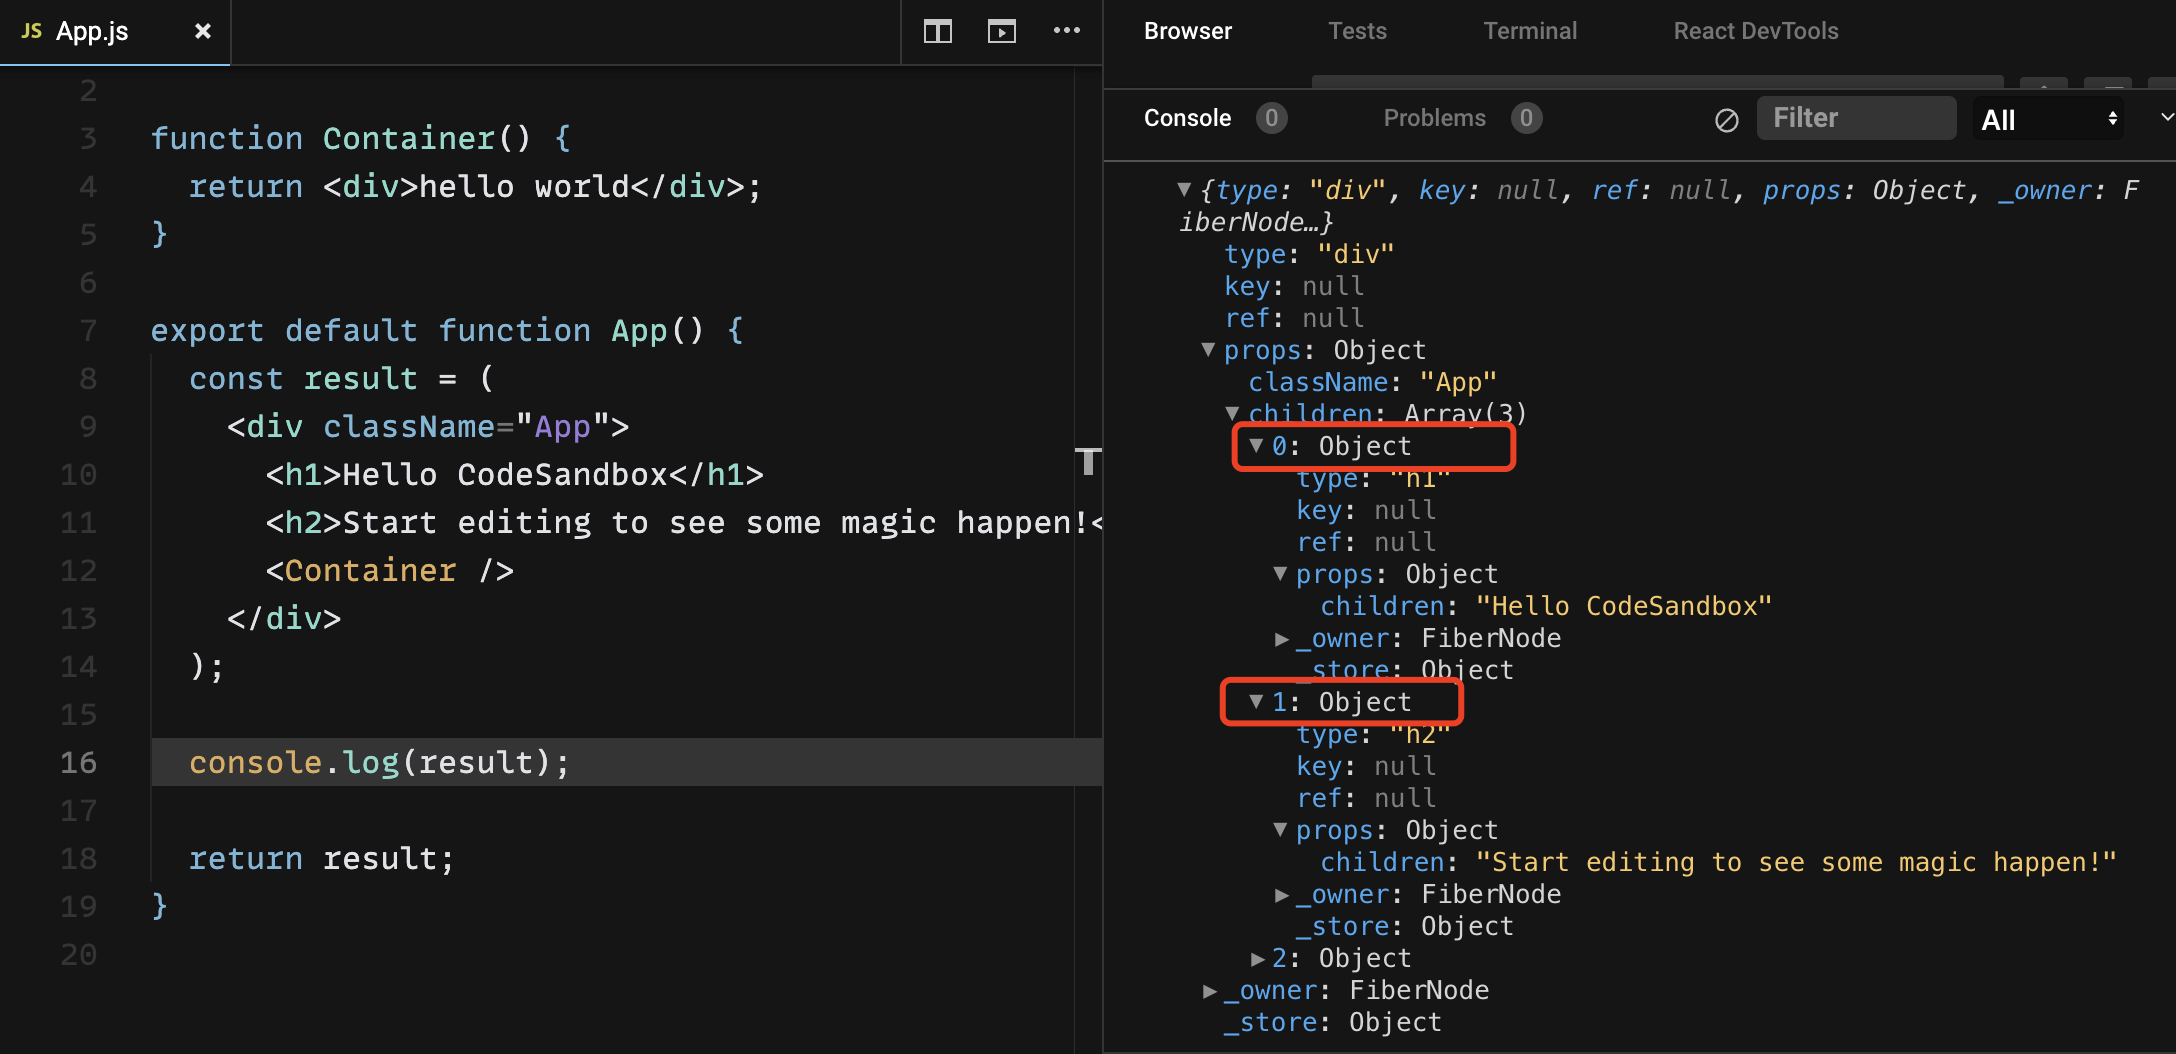 JS App.js ×
2
3 function Container() {
4 return <div>hello world</div>;
5 }
6
7 export default function App() {
8 const result = (
9 <div className="App">
10 <h1>Hello CodeSandbox</h1>
11 <h2>Start editing to see some magic happen!<
12 <Container />
13 </div>
14 );
15
16 console.log(result);
17
18 return result;
19 }
20
Browser Tests Terminal React DevTools
Console 0 Problems 0 Filter All
▼ {type: "div", key: null, ref: null, props: Object, _owner: F
iberNode…}
type: "div"
key: null
ref: null
▼ props: Object
className: "App"
▼ children: Array(3)
▼ 0: Object
type: "h1"
key: null
ref: null
▼ props: Object
children: "Hello CodeSandbox"
▶ _owner: FiberNode
_store: Object
▼ 1: Object
type: "h2"
key: null
ref: null
▼ props: Object
children: "Start editing to see some magic happen!"
▶ _owner: FiberNode
_store: Object
▶ 2: Object
▶ _owner: FiberNode
_store: Object